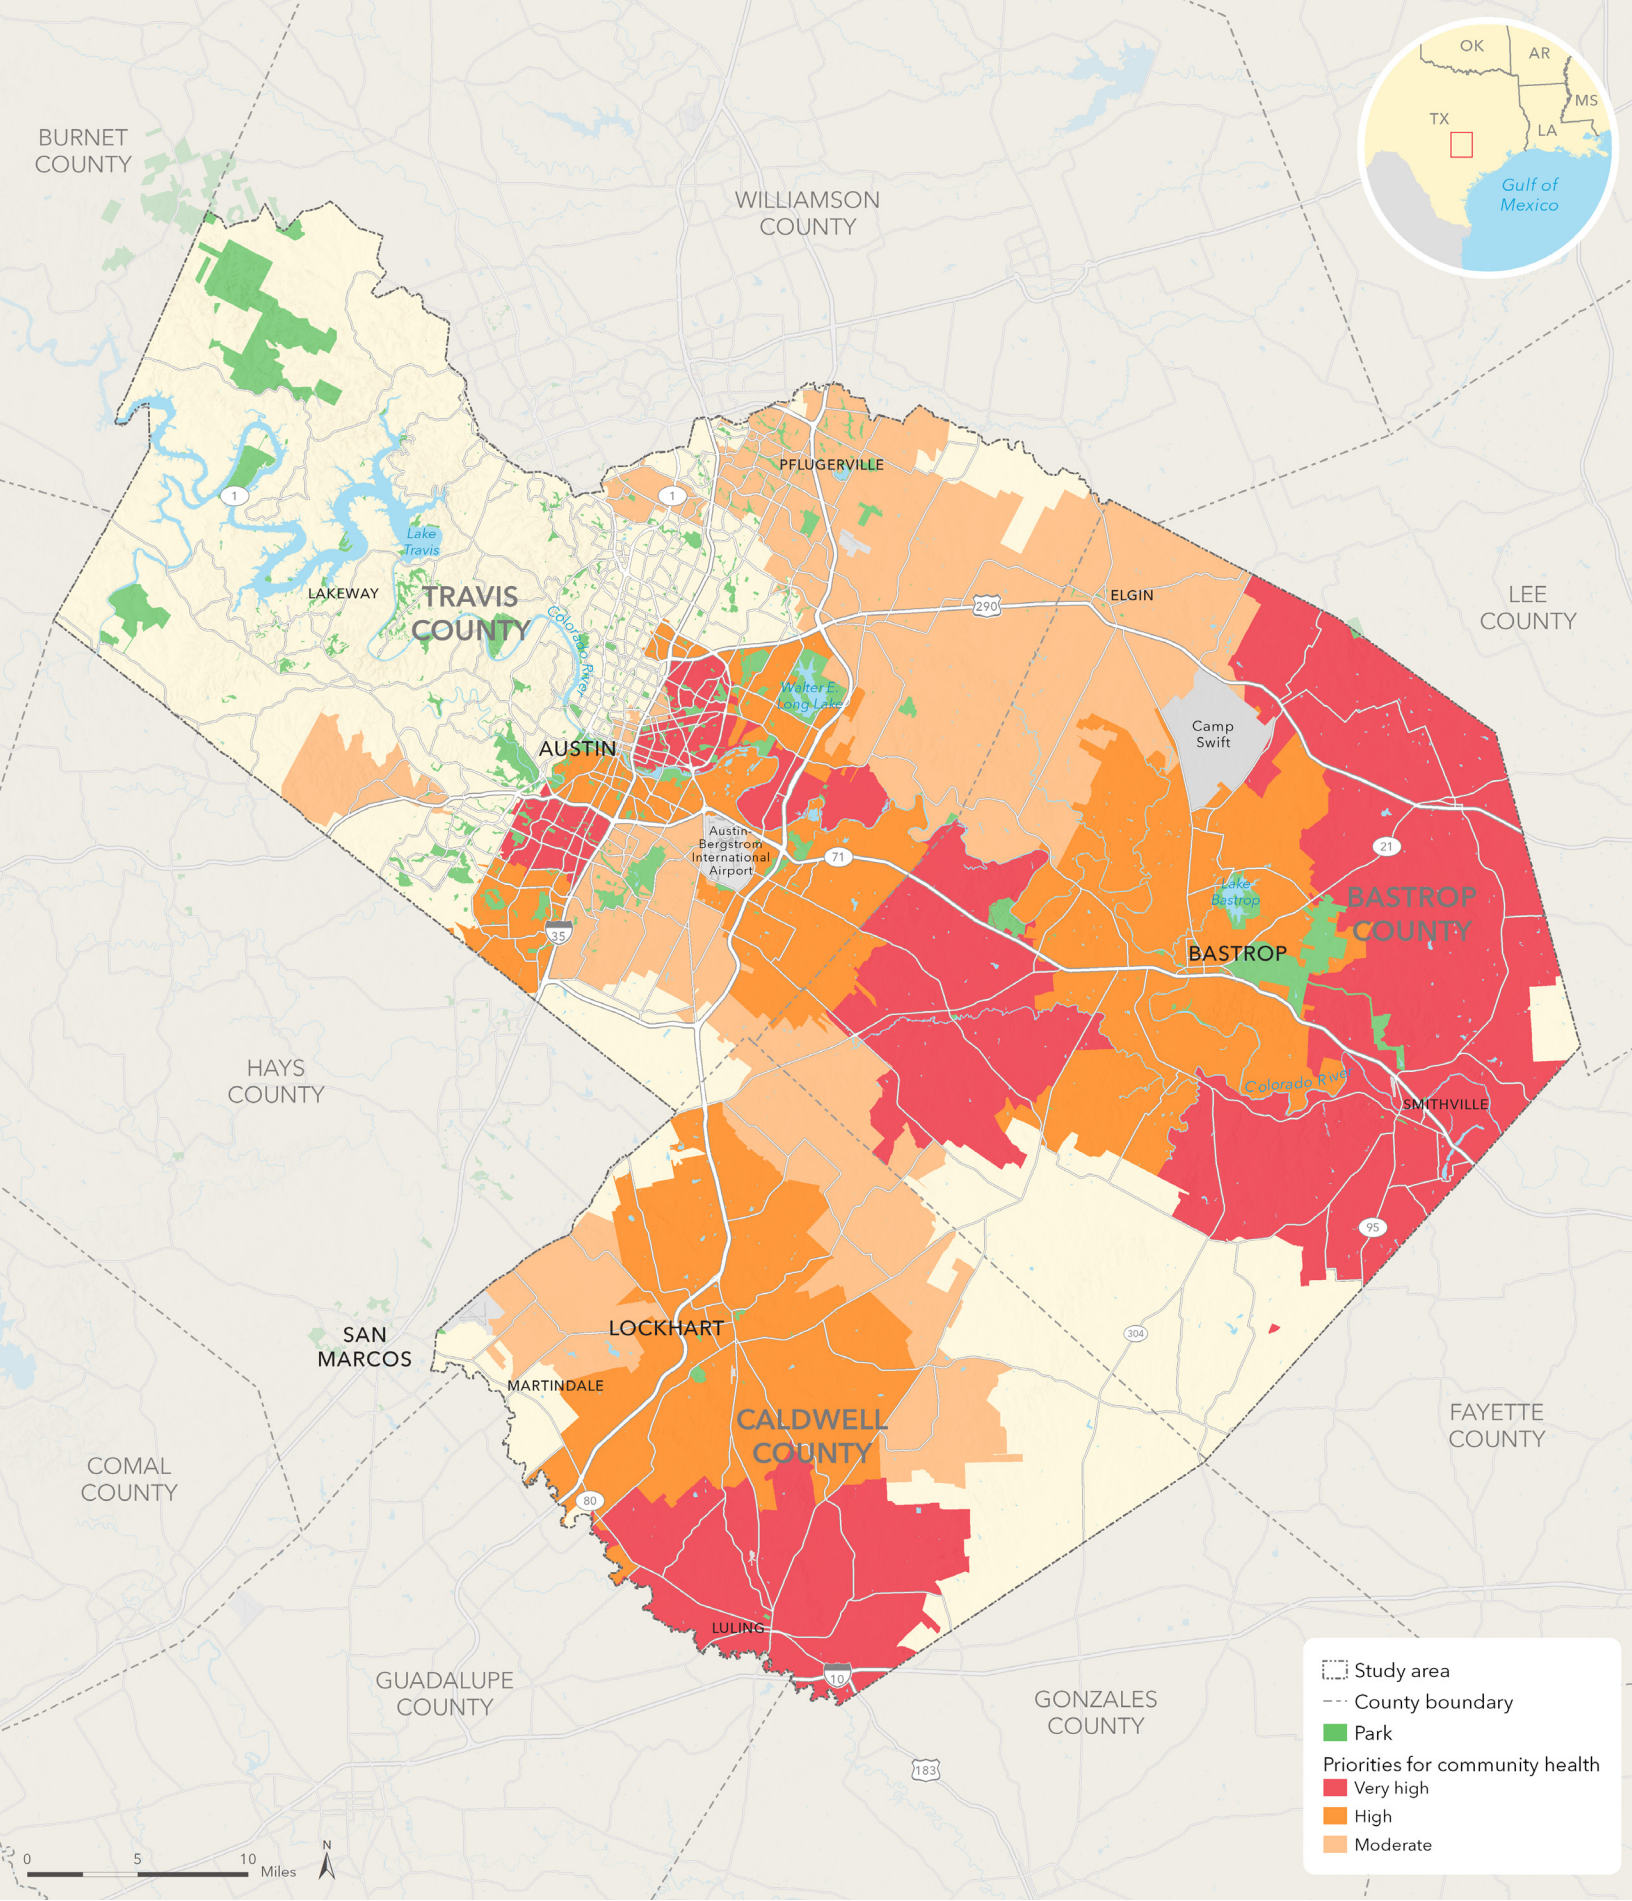 BURNET
COUNTY
WILLIAMSON
COUNTY
OK
AR
MS
TX
LA
Gulf of
Mexico
PFLUGERVILLE
1
1
Lake
Travis
LAKEWAY
TRAVIS
COUNTY
Colorado River
290
ELGIN
LEE
COUNTY
Walter E.
Long Lake
AUSTIN
Camp
Swift
Austin-
Bergstrom
International
Airport
71
21
Lake
Bastrop
BASTROP
COUNTY
35
BASTROP
HAYS
COUNTY
Colorado River
SMITHVILLE
95
SAN
MARCOS
LOCKHART
304
MARTINDALE
CALDWELL
COUNTY
FAYETTE
COUNTY
COMAL
COUNTY
80
LULING
10
GUADALUPE
COUNTY
GONZALES
COUNTY
183
Study area
County boundary
Park
Priorities for community health
Very high
High
Moderate
0 5 10
Miles
N